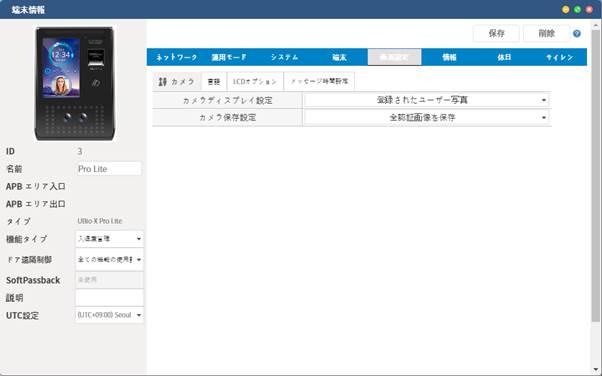 端末情報
保存
削除
ネットワーク
運用モード
システム
端末
画面設定
情報
休日
サイレン
カメラ
言語
LCDオプション
メッセージ時間設定
カメラディスプレイ設定
登録されたユーザー写真
カメラ保存設定
全認証画像を保存
ID
3
名前
Pro Lite
APB エリア入口
APB エリア出口
タイプ
UBio X Pro Lite
機能タイプ
入退室管理
ドア遠隔制御
全ての機能の使用
SoftPassback
未使用
説明
UTC設定
(UTC+09:00) Seoul